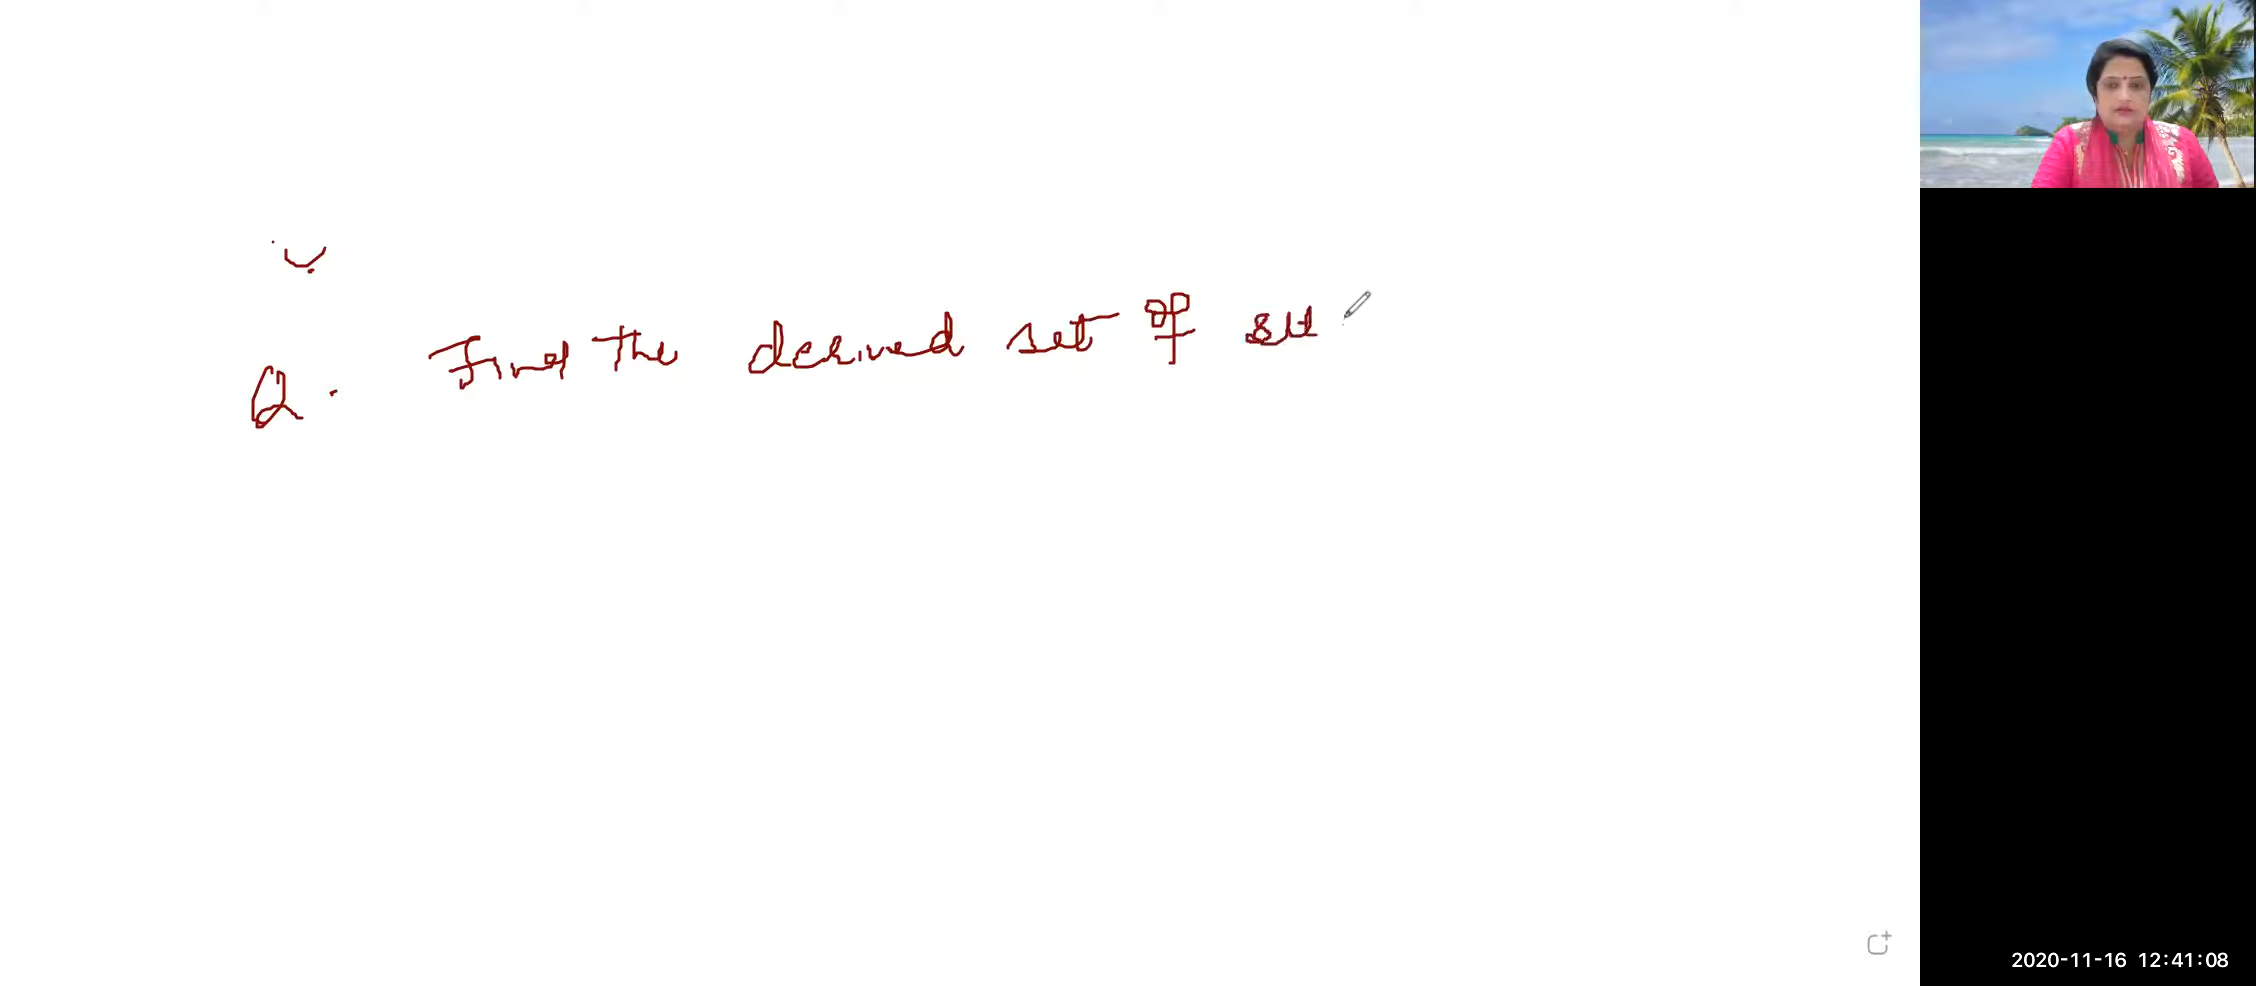 Q. Find the derived set of set
2020-11-16 12:41:08